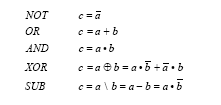 NOT c = a̅
OR c = a + b
AND c = a • b
XOR c = a ⊕ b = a • b̅ + a̅ • b
SUB c = a \ b = a − b = a • b̅